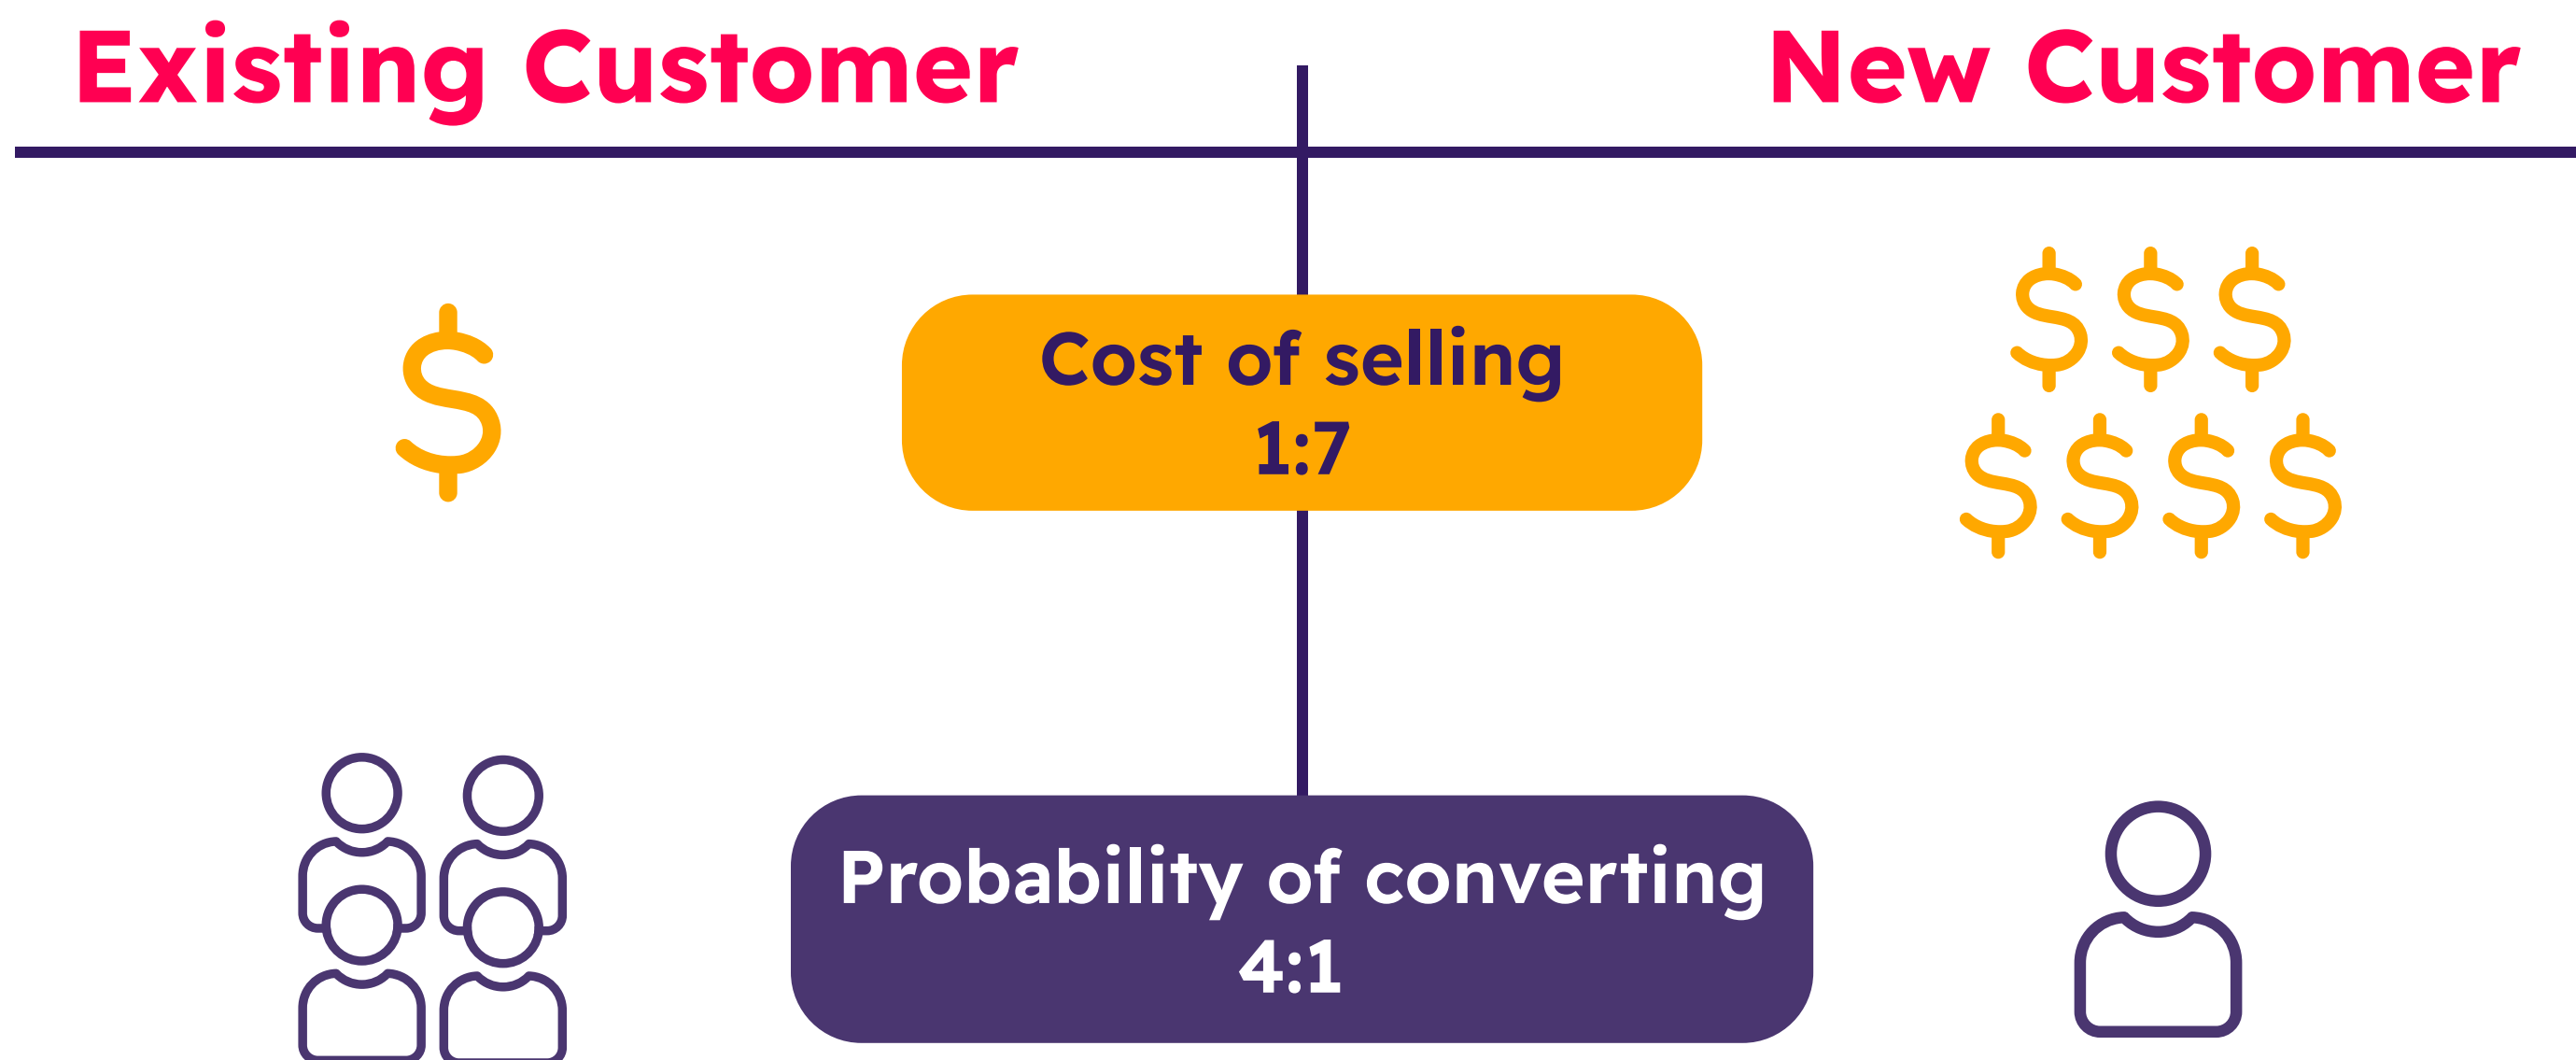 Existing Customer
New Customer
Cost of selling
1:7
Probability of converting
4:1